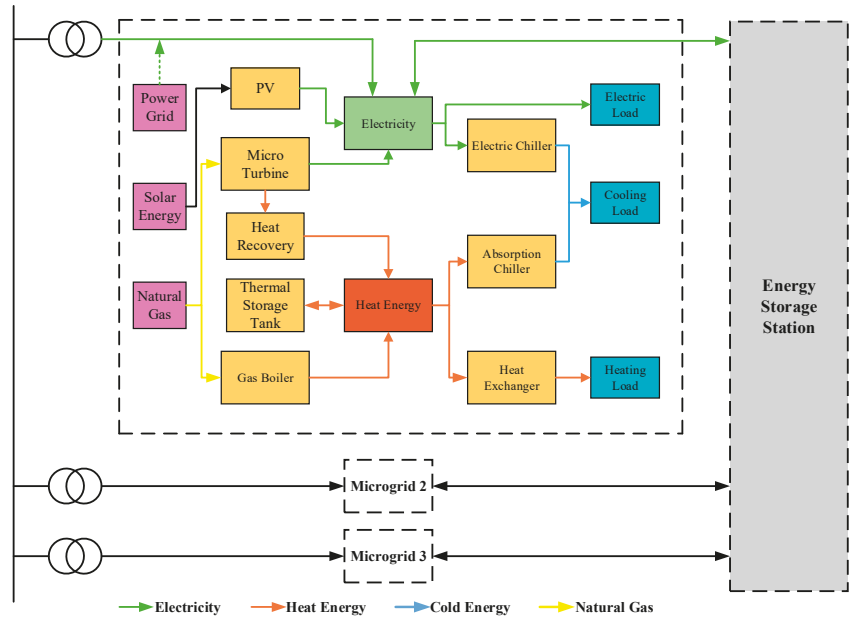 Power
Grid
PV
Electricity
Electric
Load
Electric Chiller
Micro
Turbine
Solar
Energy
Cooling
Load
Heat
Recovery
Absorption
Chiller
Natural
Gas
Thermal
Storage
Tank
Heat Energy
Energy
Storage
Station
Gas Boiler
Heat
Exchanger
Heating
Load
Microgrid 2
Microgrid 3
Electricity
Heat Energy
Cold Energy
Natural Gas